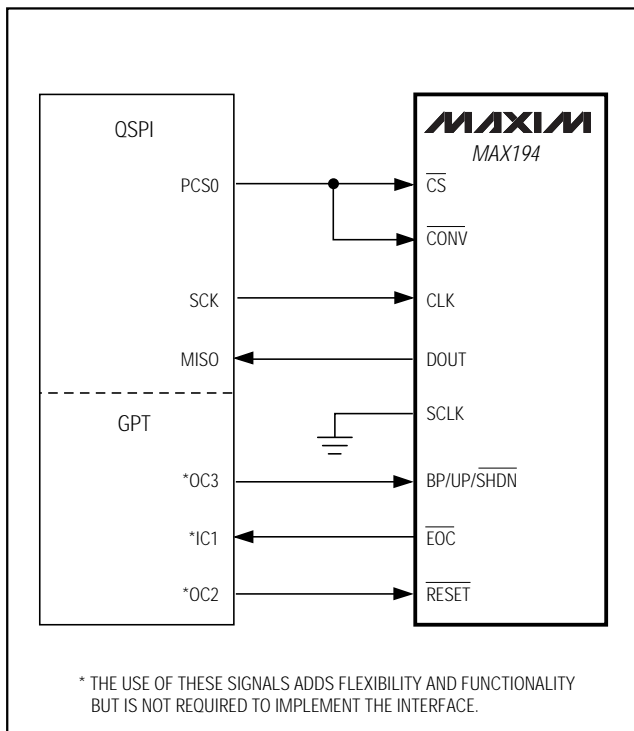 QSPI
MAXIM
MAX194
PCS0
CS
CONV
SCK
CLK
MISO
DOUT
GPT
SCLK
*OC3
BP/UP/SHDN
*IC1
EOC
*OC2
RESET
* THE USE OF THESE SIGNALS ADDS FLEXIBILITY AND FUNCTIONALITY
BUT IS NOT REQUIRED TO IMPLEMENT THE INTERFACE.